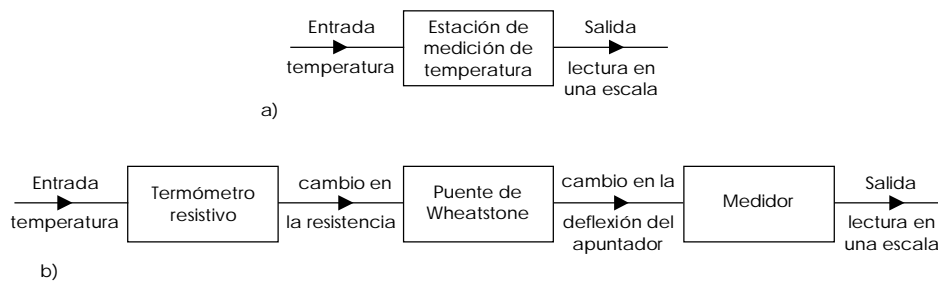 Entrada
temperatura
Estación de
medición de
temperatura
Salida
lectura en
una escala
a)
Entrada
temperatura
Termómetro
resistivo
cambio en
la resistencia
Puente de
Wheatstone
cambio en la
deflexión del
apuntador
Medidor
Salida
lectura en
una escala
b)